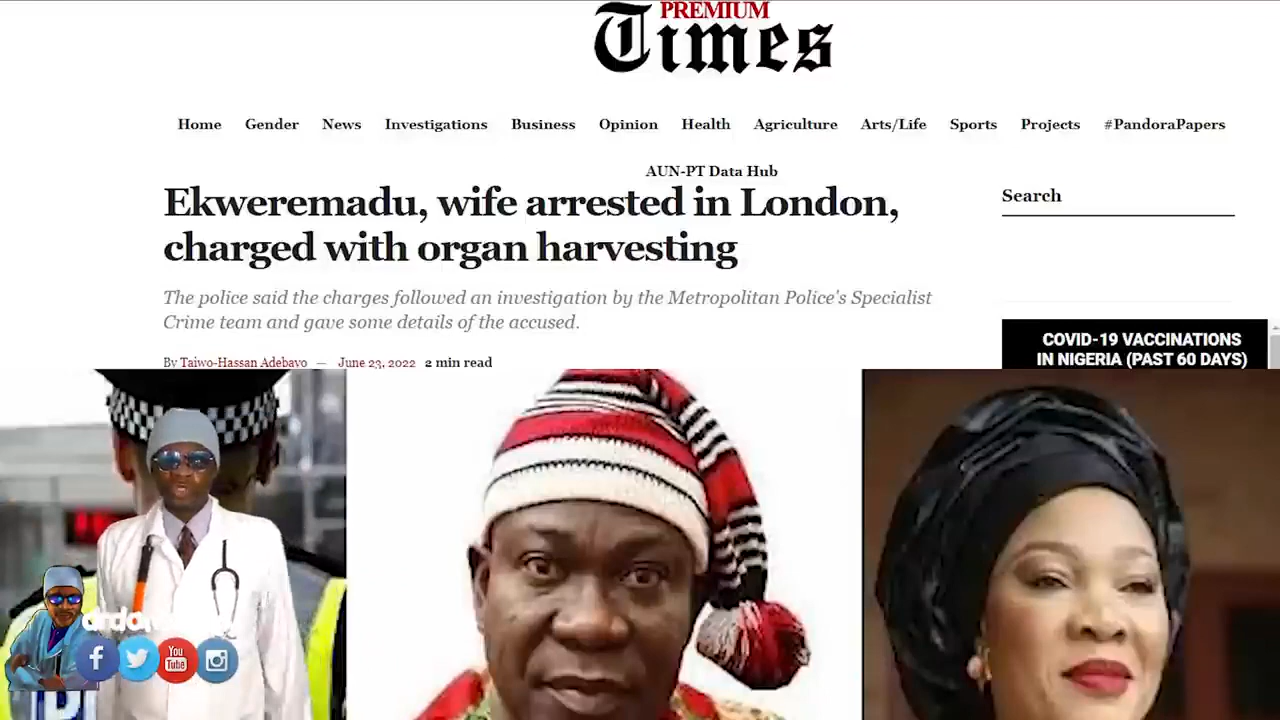 PREMIUM
Times
Home Gender News Investigations Business Opinion Health Agriculture Arts/Life Sports Projects #PandoraPapers
AUN-PT Data Hub
Ekweremadu, wife arrested in London,
charged with organ harvesting
The police said the charges followed an investigation by the Metropolitan Police's Specialist
Crime team and gave some details of the accused.
By Taiwo-Hassan Adebayo — June 23, 2022 2 min read
Search
COVID-19 VACCINATIONS
IN NIGERIA (PAST 60 DAYS)
You
Tube